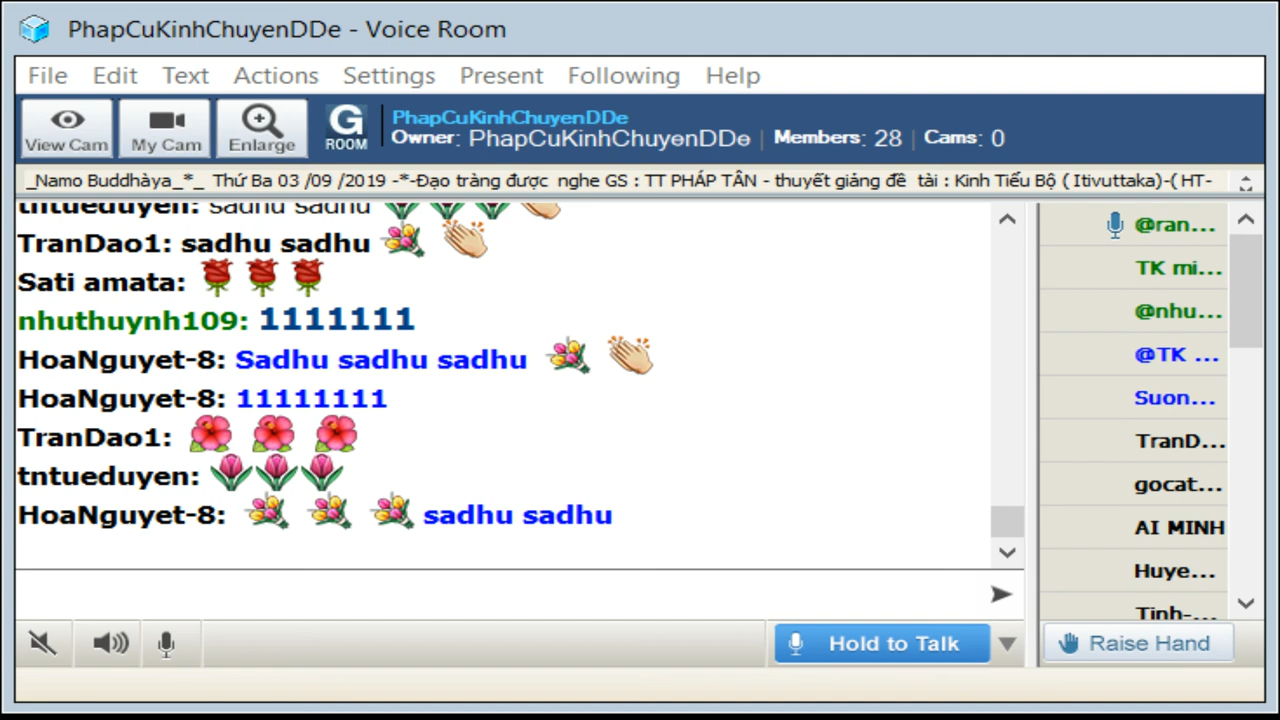 PhapCuKinhChuyenDDe - Voice Room
File Edit Text Actions Settings Present Following Help
View Cam My Cam Enlarge
G ROOM
PhapCuKinhChuyenDDe
Owner: PhapCuKinhChuyenDDe | Members: 28 | Cams: 0
_Namo Buddhàya_*_ Thứ Ba 03 /09 /2019 -*-Đạo tràng được nghe GS : TT PHÁP TÂN - thuyết giảng đề tài : Kinh Tiểu Bộ ( Itivuttaka)-( HT-
tntueduyen: sadhu sadhu
TranDao1: sadhu sadhu
Sati amata:
nhuthuynh109: 1111111
HoaNguyet-8: Sadhu sadhu sadhu
HoaNguyet-8: 11111111
TranDao1:
tntueduyen:
HoaNguyet-8: sadhu sadhu
@ran...
TK mi...
@nhu...
@TK ...
Suon...
TranD...
gocat...
AI MINH
Huye...
Tinh-...
Hold to Talk
Raise Hand